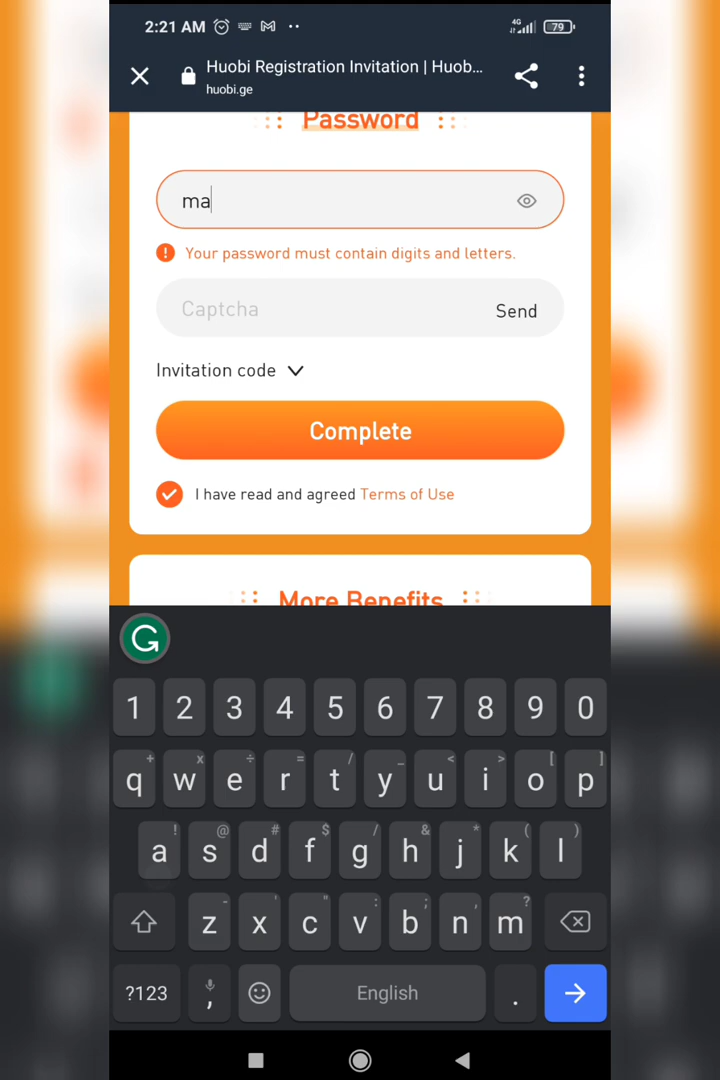 2:21 AM 4G 79
Huobi Registration Invitation | Huob...
huobi.ge
Password
ma
Your password must contain digits and letters.
Captcha Send
Invitation code
Complete
I have read and agreed Terms of Use
More Benefits
G
1 2 3 4 5 6 7 8 9 0
+ × ÷ = / _ < > [ ]
q w e r t y u i o p
! @ # $ / & * ( )
a s d f g h j k l
- ' " : ; , ?
z x c v b n m
?123 , English .